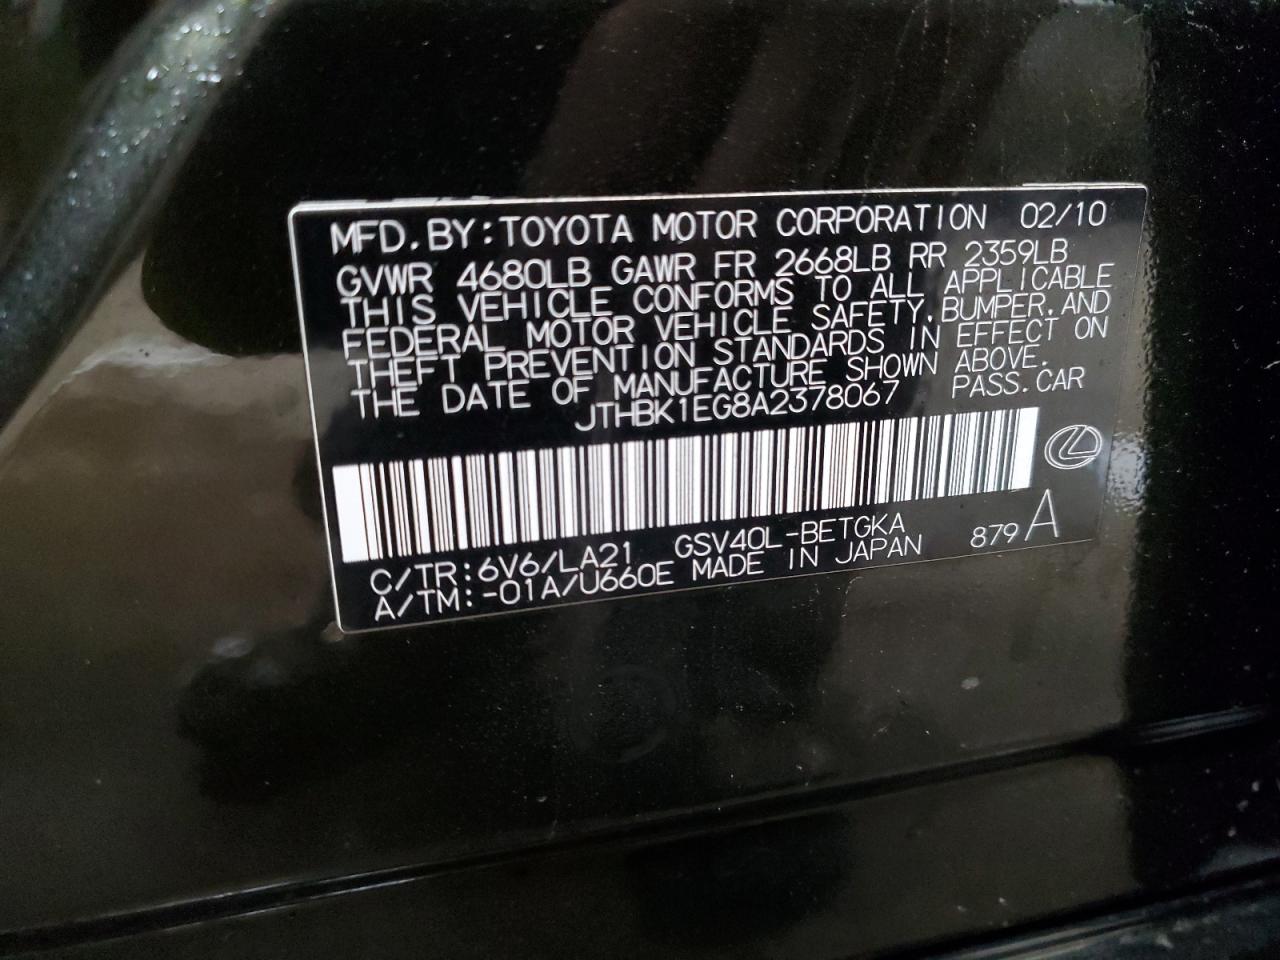 MFD. BY: TOYOTA MOTOR CORPORATION 02/10
GVWR 4680LB GAWR FR 2668LB RR 2359LB
THIS VEHICLE CONFORMS TO ALL APPLICABLE
FEDERAL MOTOR VEHICLE SAFETY, BUMPER, AND
THEFT PREVENTION STANDARDS IN EFFECT ON
THE DATE OF MANUFACTURE SHOWN ABOVE.
JTHBK1EG8A2378067 PASS. CAR
C/TR: 6V6/LA21 GSV40L-BETGKA 879 A
A/TM: -01A/U660E MADE IN JAPAN